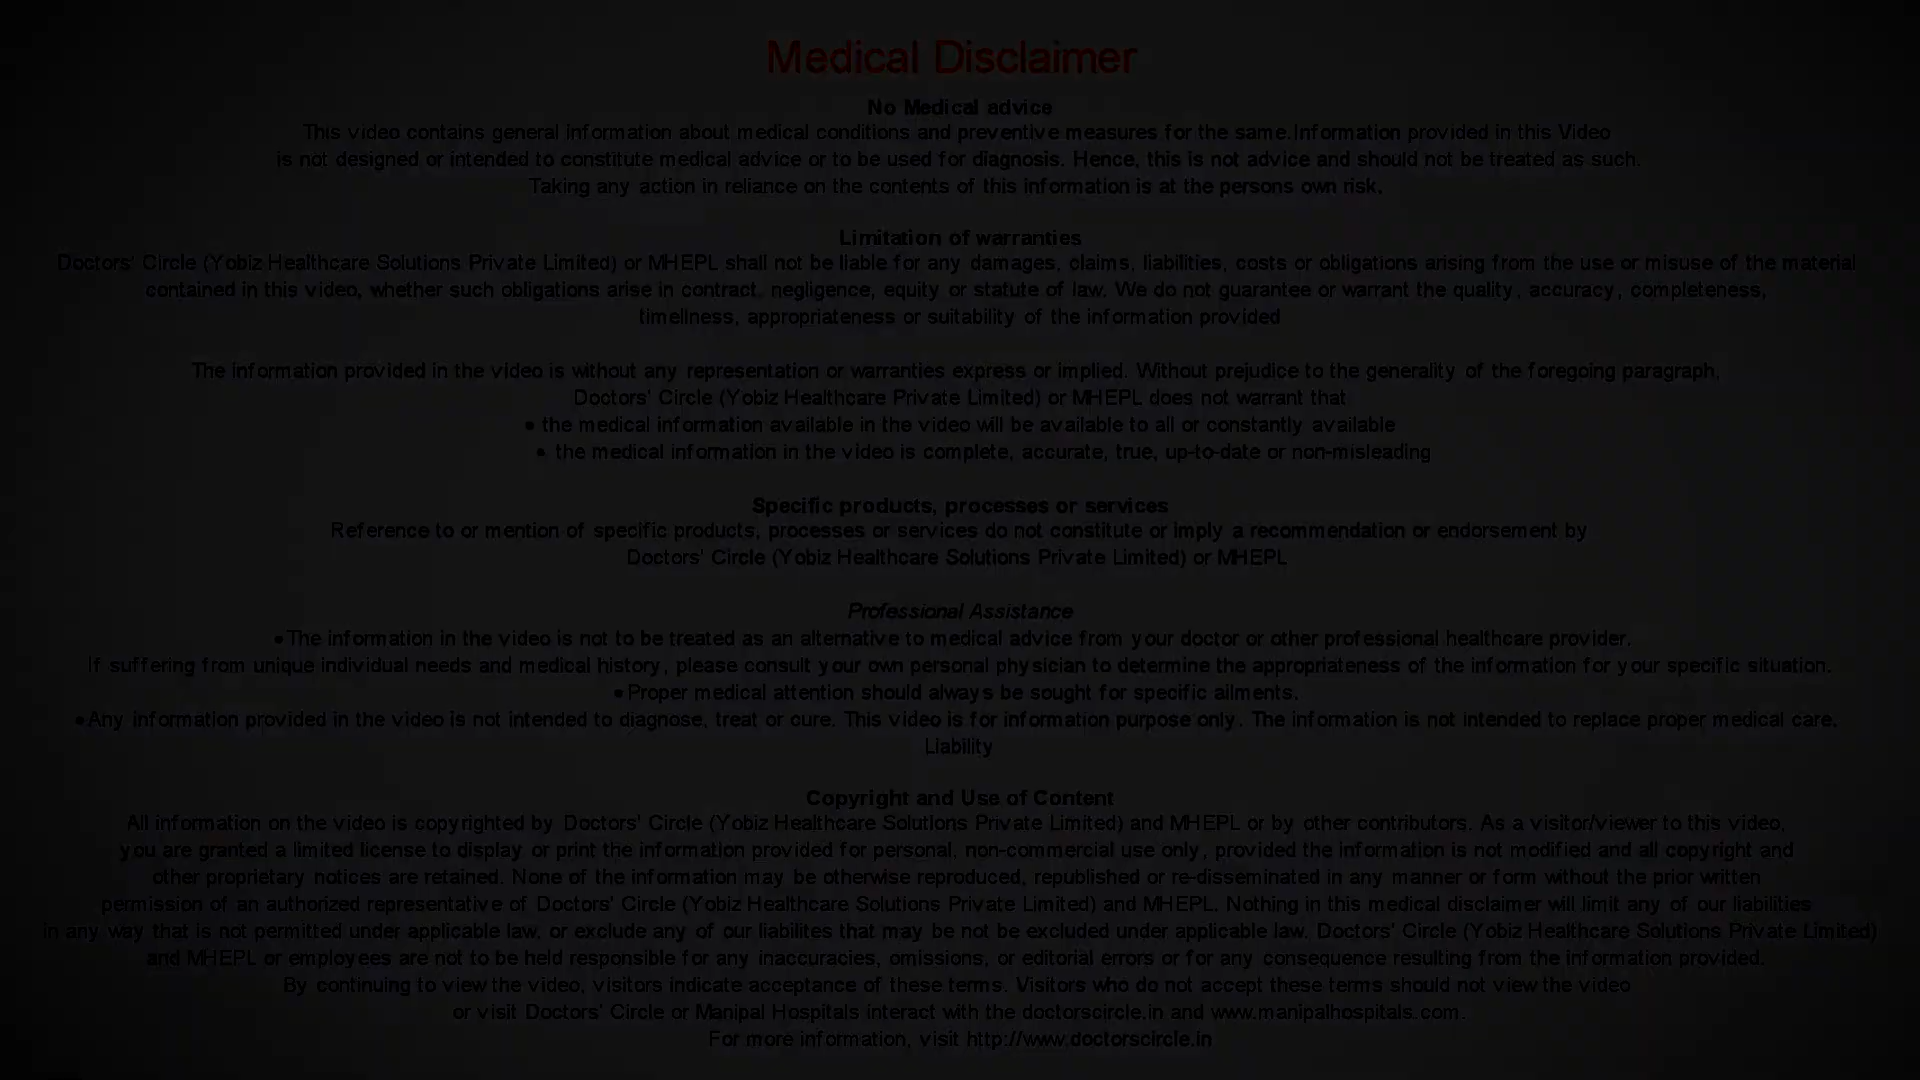 Medical Disclaimer
No Medical advice
This video contains general information about medical conditions and preventive measures for the same.Information provided in this Video
is not designed or intended to constitute medical advice or to be used for diagnosis. Hence, this is not advice and should not be treated as such.
Taking any action in reliance on the contents of this information is at the persons own risk.
Limitation of warranties
Doctors' Circle (Yobiz Healthcare Solutions Private Limited) or MHEPL shall not be liable for any damages, claims, liabilities, costs or obligations arising from the use or misuse of the material
contained in this video, whether such obligations arise in contract, negligence, equity or statute of law. We do not guarantee or warrant the quality, accuracy, completeness,
timeliness, appropriateness or suitability of the information provided
The information provided in the video is without any representation or warranties express or implied. Without prejudice to the generality of the foregoing paragraph,
Doctors' Circle (Yobiz Healthcare Private Limited) or MHEPL does not warrant that
• the medical information available in the video will be available to all or constantly available
• the medical information in the video is complete, accurate, true, up-to-date or non-misleading
Specific products, processes or services
Reference to or mention of specific products, processes or services do not constitute or imply a recommendation or endorsement by
Doctors' Circle (Yobiz Healthcare Solutions Private Limited) or MHEPL
Professional Assistance
•The information in the video is not to be treated as an alternative to medical advice from your doctor or other professional healthcare provider.
If suffering from unique individual needs and medical history, please consult your own personal physician to determine the appropriateness of the information for your specific situation.
•Proper medical attention should always be sought for specific ailments.
•Any information provided in the video is not intended to diagnose, treat or cure. This video is for information purpose only. The information is not intended to replace proper medical care.
Liability
Copyright and Use of Content
All information on the video is copyrighted by Doctors' Circle (Yobiz Healthcare Solutions Private Limited) and MHEPL or by other contributors. As a visitor/viewer to this video,
you are granted a limited license to display or print the information provided for personal, non-commercial use only, provided the information is not modified and all copyright and
other proprietary notices are retained. None of the information may be otherwise reproduced, republished or re-disseminated in any manner or form without the prior written
permission of an authorized representative of Doctors' Circle (Yobiz Healthcare Solutions Private Limited) and MHEPL. Nothing in this medical disclaimer will limit any of our liabilities
in any way that is not permitted under applicable law, or exclude any of our liabilites that may be not be excluded under applicable law. Doctors' Circle (Yobiz Healthcare Solutions Private Limited)
and MHEPL or employees are not to be held responsible for any inaccuracies, omissions, or editorial errors or for any consequence resulting from the information provided.
By continuing to view the video, visitors indicate acceptance of these terms. Visitors who do not accept these terms should not view the video
or visit Doctors' Circle or Manipal Hospitals interact with the doctorscircle.in and www.manipalhospitals.com.
For more information, visit http://www.doctorscircle.in